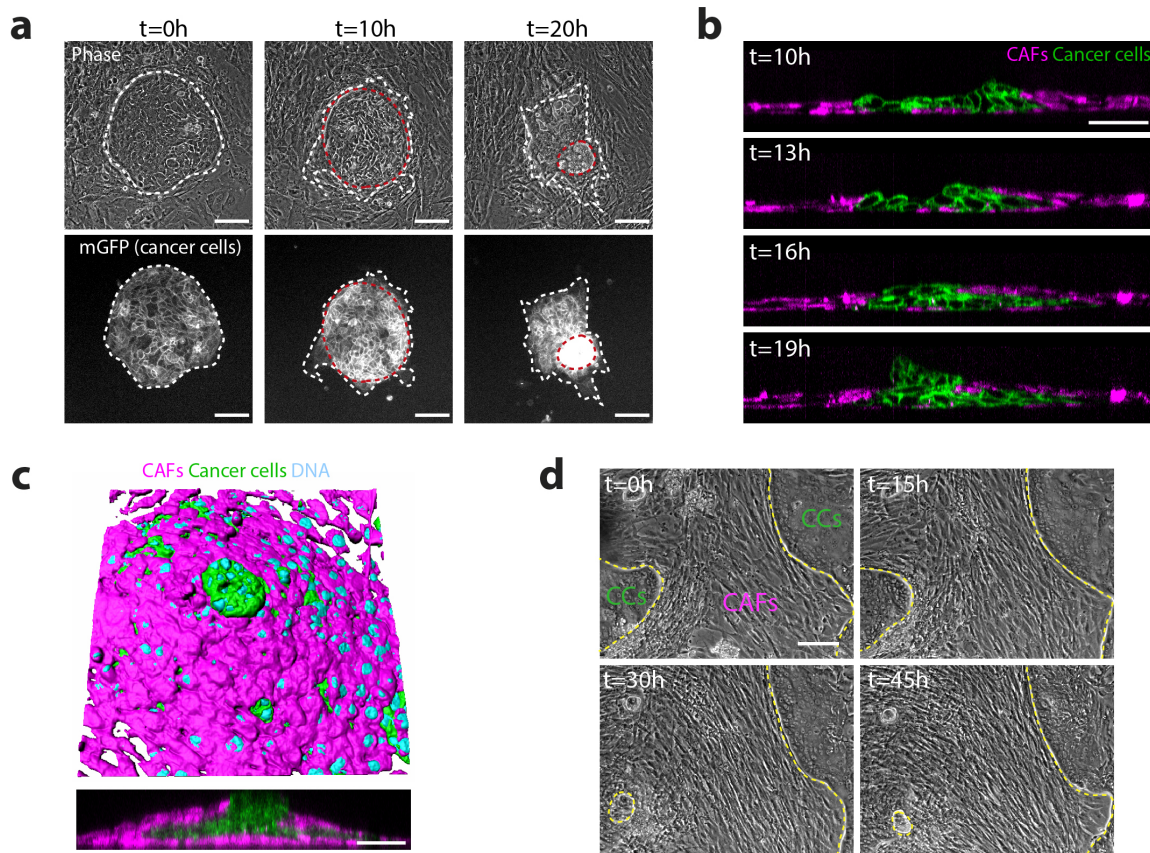 a
t=0h
t=10h
t=20h
Phase
mGFP (cancer cells)
b
CAFs Cancer cells
t=10h
t=13h
t=16h
t=19h
c
CAFs Cancer cells DNA
d
t=0h
CCs
CCs
CAFs
t=15h
t=30h
t=45h